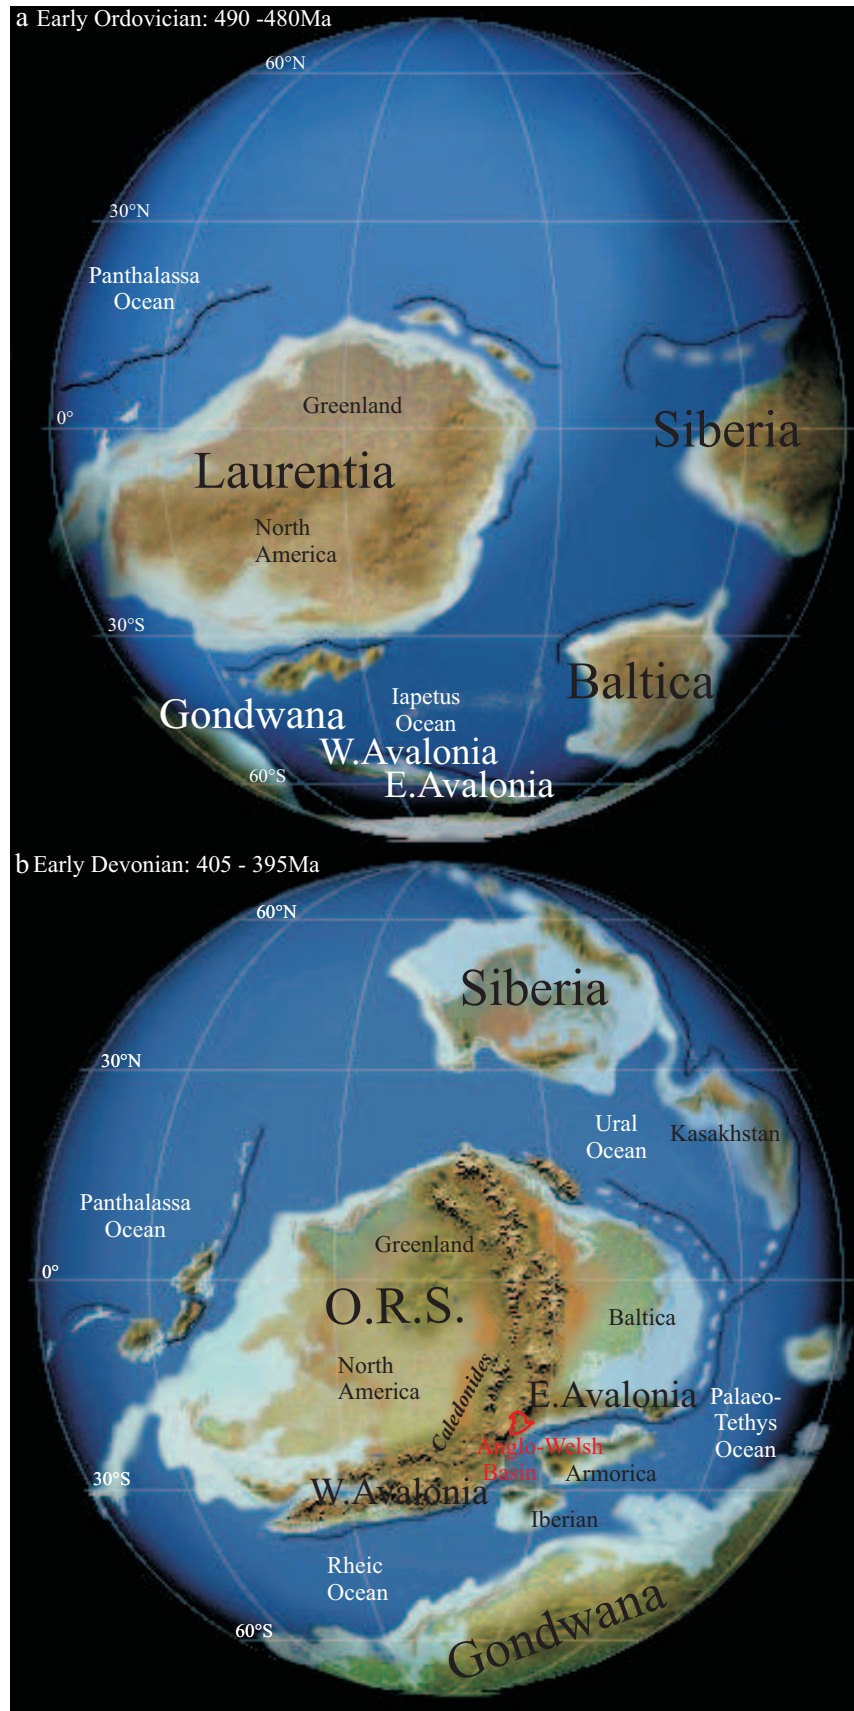 a Early Ordovician: 490 -480Ma
60°N
30°N
Panthalassa
Ocean
0°
Greenland
Siberia
Laurentia
North
America
30°S
Baltica
Gondwana
Iapetus
Ocean
W.Avalonia
60°S
E.Avalonia
b Early Devonian: 405 - 395Ma
60°N
Siberia
30°N
Ural
Ocean
Kasakhstan
Panthalassa
Ocean
Greenland
0°
O.R.S.
Baltica
North
America
Caledonides
E.Avalonia
Palaeo-
Tethys
Ocean
Anglo-Welsh
Basin
Armorica
30°S
W.Avalonia
Iberian
Rheic
Ocean
Gondwana
60°S